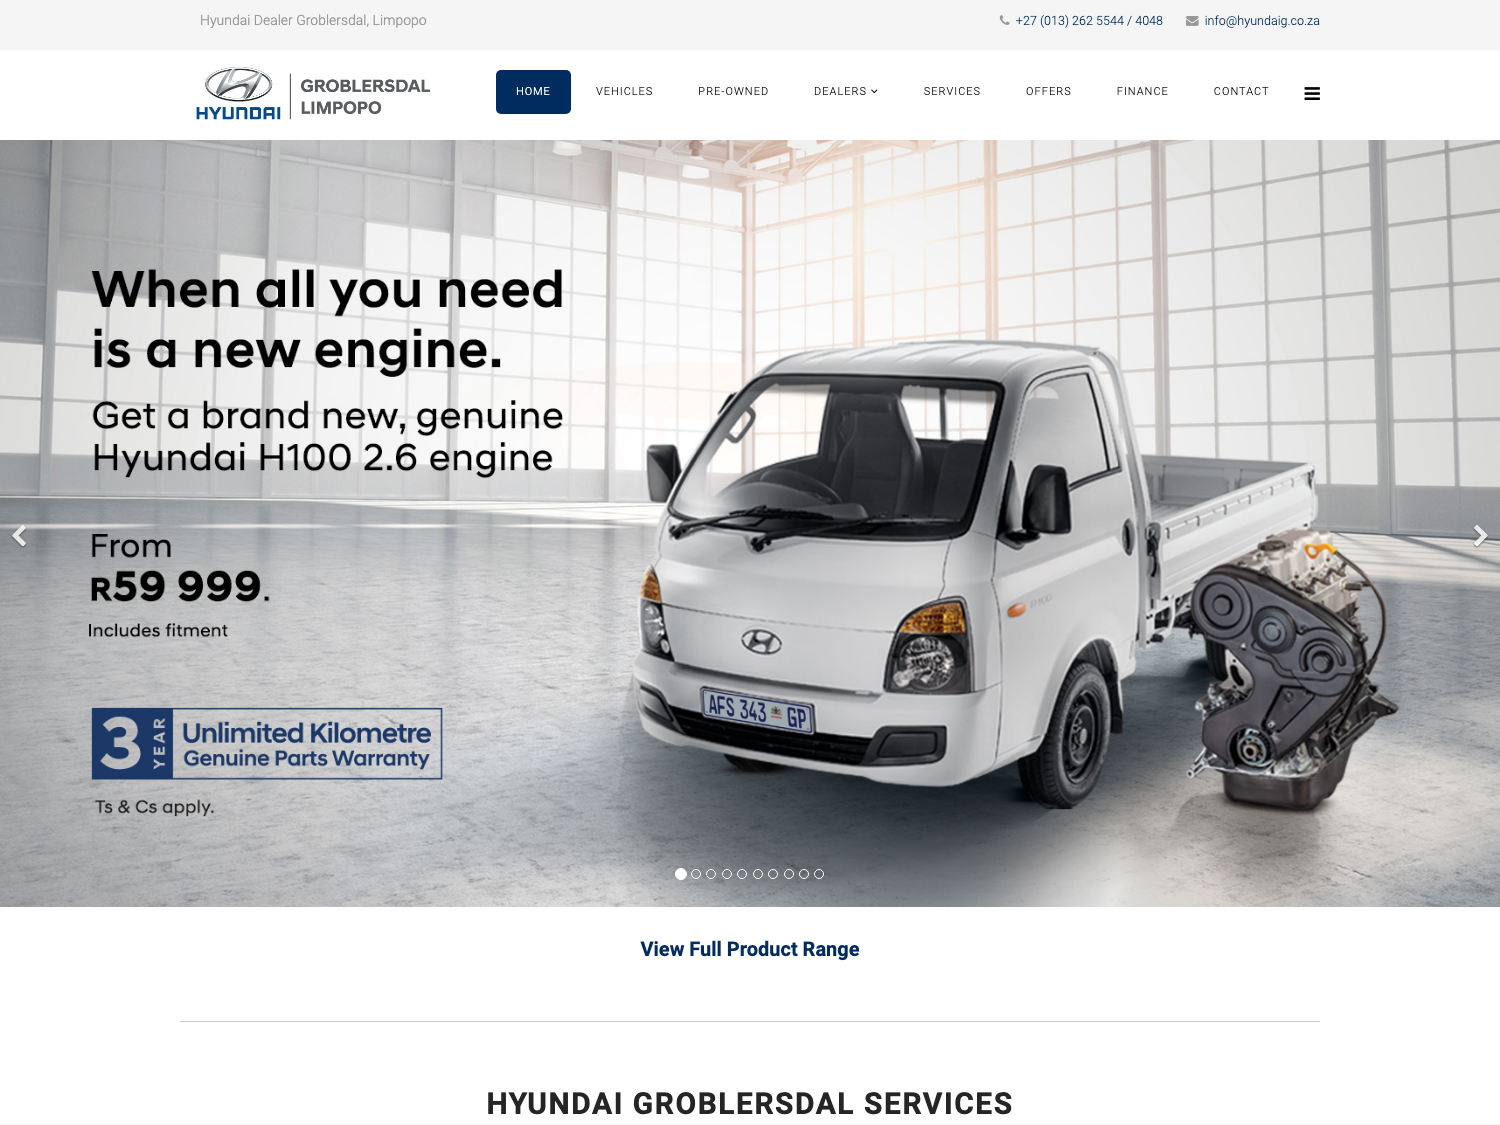 Hyundai Dealer Groblersdal, Limpopo
+27 (013) 262 5544 / 4048
info@hyundaig.co.za
HYUNDAI
GROBLERSDAL
LIMPOPO
HOME
VEHICLES
PRE-OWNED
DEALERS
SERVICES
OFFERS
FINANCE
CONTACT
When all you need
is a new engine.
Get a brand new, genuine
Hyundai H100 2.6 engine
From
R59 999.
Includes fitment
3 YEAR
Unlimited Kilometre
Genuine Parts Warranty
Ts & Cs apply.
H100
AFS 343 GP
View Full Product Range
HYUNDAI GROBLERSDAL SERVICES